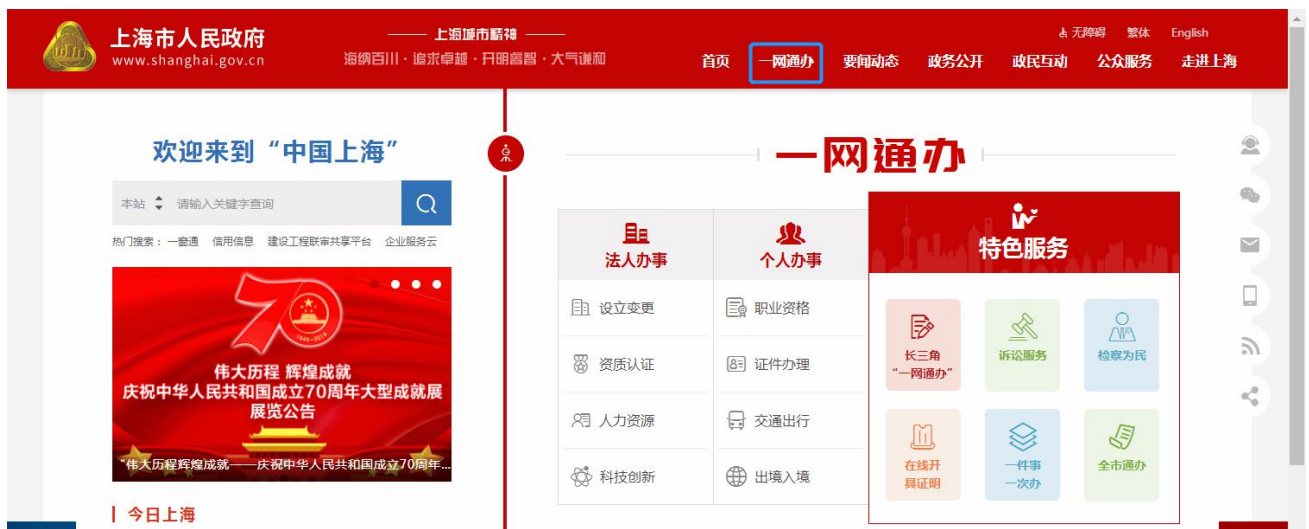 上海市人民政府
www.shanghai.gov.cn
上海城市精神
海纳百川·追求卓越·开明睿智·大气谦和
无障碍 繁体 English
首页 一网通办 要闻动态 政务公开 政民互动 公众服务 走进上海
欢迎来到“中国上海”
本站 请输入关键字查询
热门搜索：一窗通 信用信息 建设工程联审共享平台 企业服务云
1949-2019
伟大历程 辉煌成就
庆祝中华人民共和国成立70周年大型成就展
展览公告
“伟大历程辉煌成就——庆祝中华人民共和国成立70周年...
今日上海
一网通办
法人办事
设立变更
资质认证
人力资源
科技创新
个人办事
职业资格
证件办理
交通出行
出境入境
特色服务
长三角
“一网通办”
诉讼服务
检察为民
在线开
具证明
一件事
一次办
全市通办